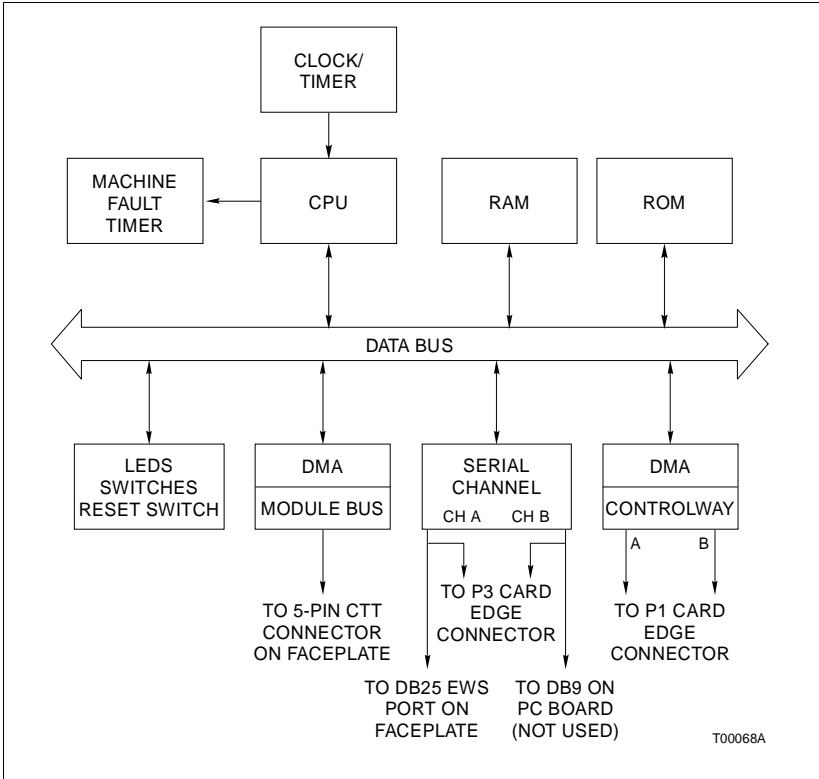 CLOCK/
TIMER
MACHINE
FAULT
TIMER
CPU
RAM
ROM
DATA BUS
LEDS
SWITCHES
RESET SWITCH
DMA
MODULE BUS
SERIAL
CHANNEL
CH A CH B
DMA
CONTROLWAY
A B
TO 5-PIN CTT
CONNECTOR
ON FACEPLATE
TO P3 CARD
EDGE
CONNECTOR
TO P1 CARD
EDGE
CONNECTOR
TO DB25 EWS
PORT ON
FACEPLATE
TO DB9 ON
PC BOARD
(NOT USED)
T00068A